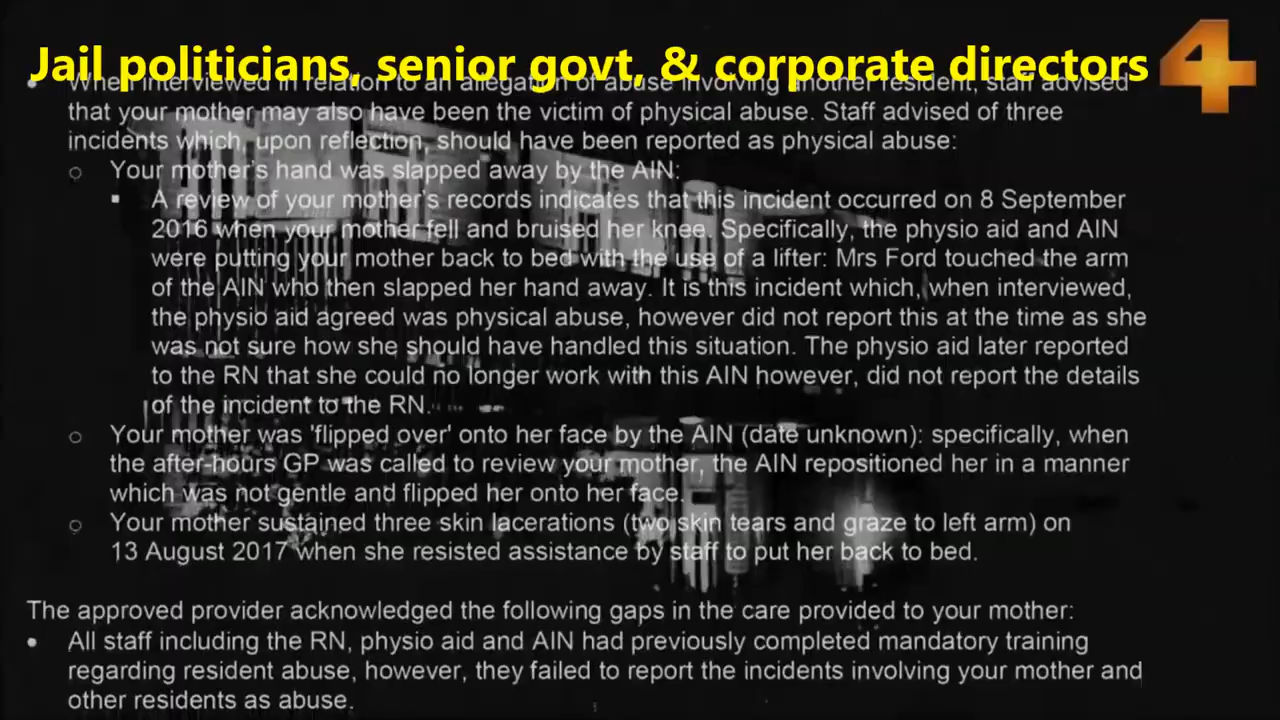 Jail politicians, senior govt, & corporate directors
4
• When interviewed in relation to an allegation of abuse involving another resident, staff advised
that your mother may also have been the victim of physical abuse. Staff advised of three
incidents which, upon reflection, should have been reported as physical abuse:
○ Your mother's hand was slapped away by the AIN:
▪ A review of your mother's records indicates that this incident occurred on 8 September
2016 when your mother fell and bruised her knee. Specifically, the physio aid and AIN
were putting your mother back to bed with the use of a lifter: Mrs Ford touched the arm
of the AIN who then slapped her hand away. It is this incident which, when interviewed,
the physio aid agreed was physical abuse, however did not report this at the time as she
was not sure how she should have handled this situation. The physio aid later reported
to the RN that she could no longer work with this AIN however, did not report the details
of the incident to the RN.
○ Your mother was 'flipped over' onto her face by the AIN (date unknown): specifically, when
the after-hours GP was called to review your mother, the AIN repositioned her in a manner
which was not gentle and flipped her onto her face.
○ Your mother sustained three skin lacerations (two skin tears and graze to left arm) on
13 August 2017 when she resisted assistance by staff to put her back to bed.
The approved provider acknowledged the following gaps in the care provided to your mother:
• All staff including the RN, physio aid and AIN had previously completed mandatory training
regarding resident abuse, however, they failed to report the incidents involving your mother and
other residents as abuse.